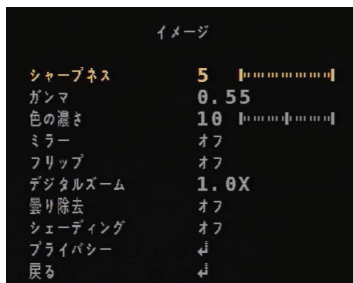 イメージ
シャープネス 5
ガンマ 0.55
色の濃さ 10
ミラー オフ
フリップ オフ
デジタルズーム 1.0X
曇り除去 オフ
シェーディング オフ
プライバシー ↲
戻る ↲